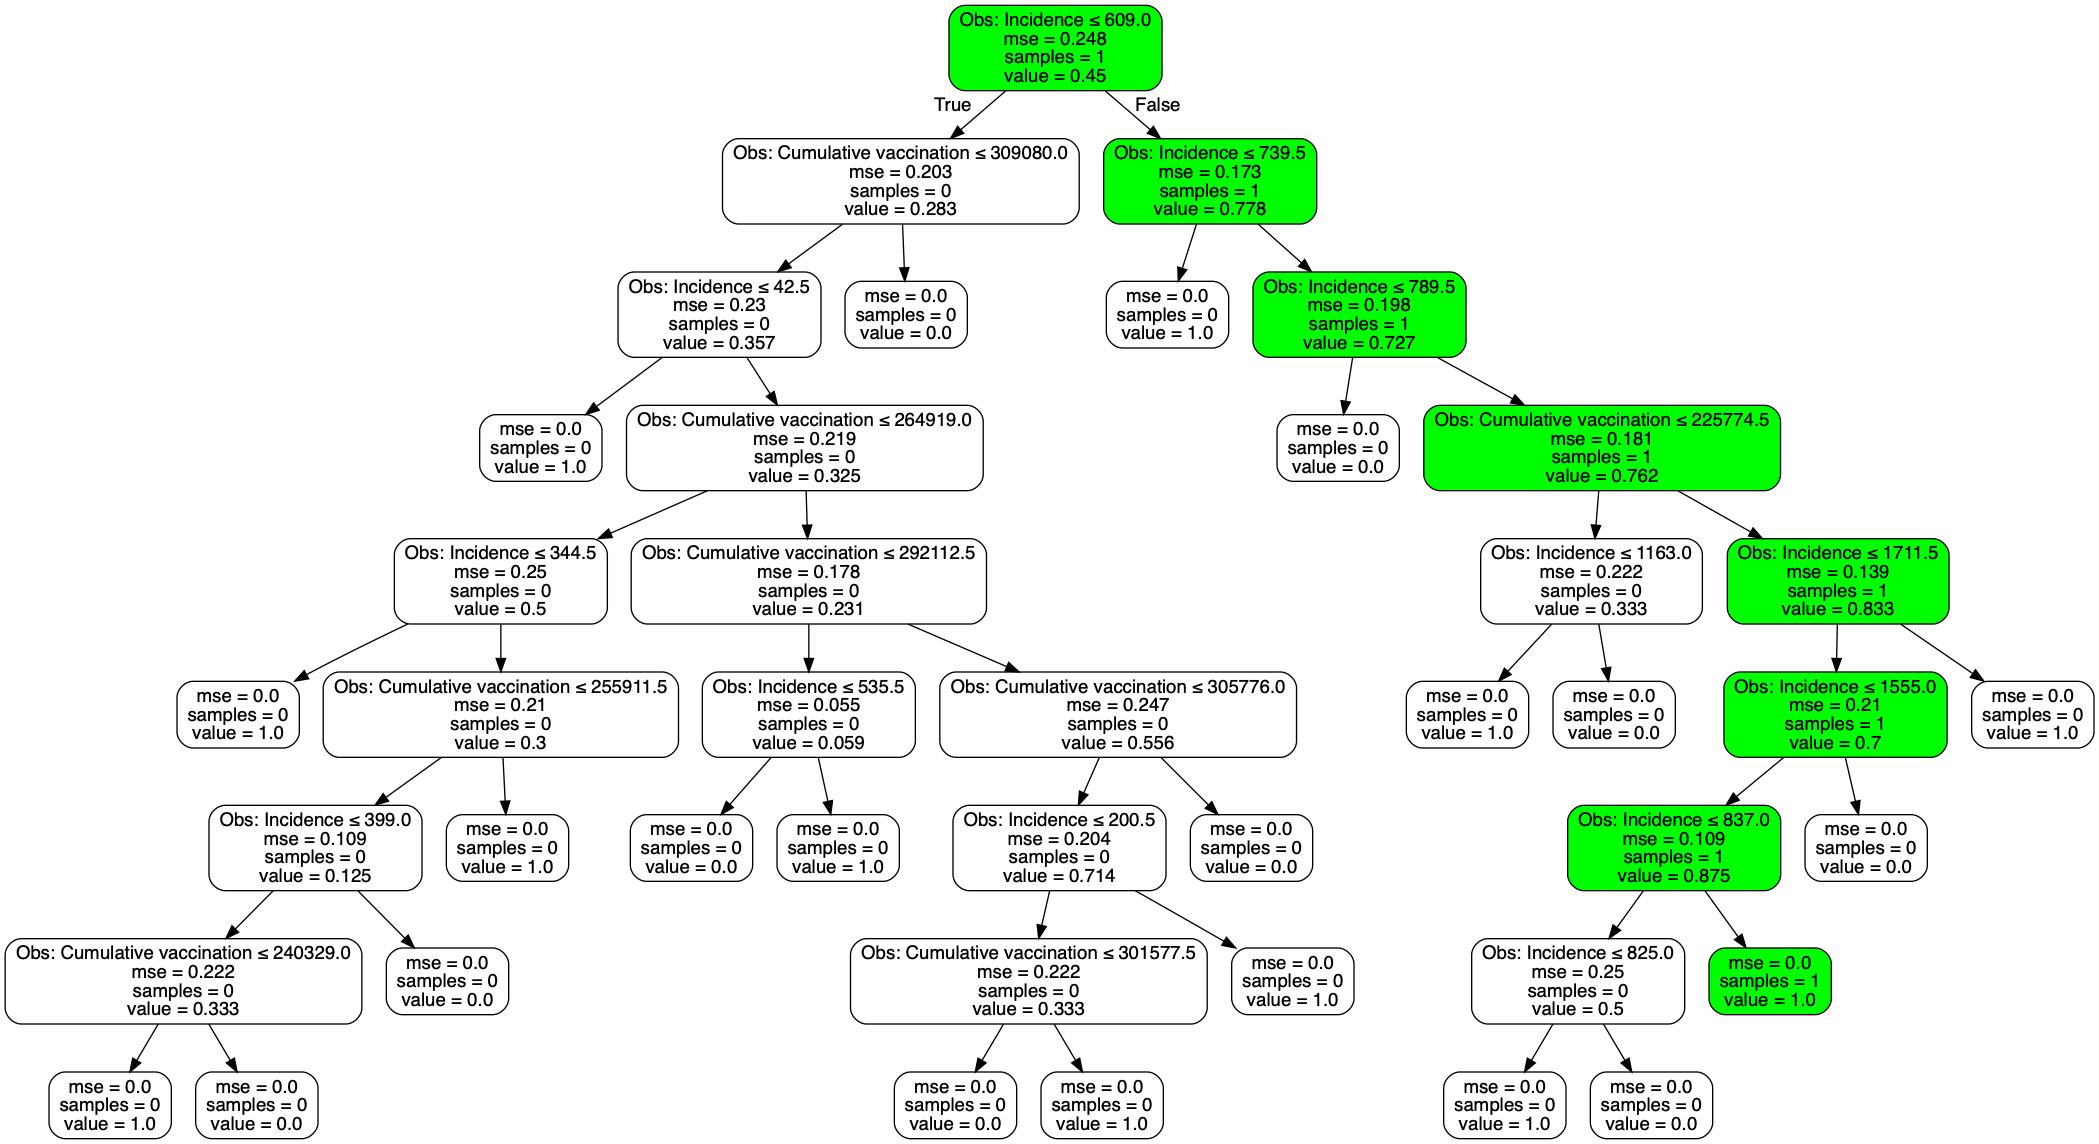 Obs: Incidence ≤ 609.0
mse = 0.248
samples = 1
value = 0.45
True
False
Obs: Cumulative vaccination ≤ 309080.0
mse = 0.203
samples = 0
value = 0.283
Obs: Incidence ≤ 739.5
mse = 0.173
samples = 1
value = 0.778
Obs: Incidence ≤ 42.5
mse = 0.23
samples = 0
value = 0.357
mse = 0.0
samples = 0
value = 0.0
mse = 0.0
samples = 0
value = 1.0
Obs: Incidence ≤ 789.5
mse = 0.198
samples = 1
value = 0.727
mse = 0.0
samples = 0
value = 1.0
Obs: Cumulative vaccination ≤ 264919.0
mse = 0.219
samples = 0
value = 0.325
mse = 0.0
samples = 0
value = 0.0
Obs: Cumulative vaccination ≤ 225774.5
mse = 0.181
samples = 1
value = 0.762
Obs: Incidence ≤ 344.5
mse = 0.25
samples = 0
value = 0.5
Obs: Cumulative vaccination ≤ 292112.5
mse = 0.178
samples = 0
value = 0.231
Obs: Incidence ≤ 1163.0
mse = 0.222
samples = 0
value = 0.333
Obs: Incidence ≤ 1711.5
mse = 0.139
samples = 1
value = 0.833
mse = 0.0
samples = 0
value = 1.0
Obs: Cumulative vaccination ≤ 255911.5
mse = 0.21
samples = 0
value = 0.3
Obs: Incidence ≤ 535.5
mse = 0.055
samples = 0
value = 0.059
Obs: Cumulative vaccination ≤ 305776.0
mse = 0.247
samples = 0
value = 0.556
mse = 0.0
samples = 0
value = 1.0
mse = 0.0
samples = 0
value = 0.0
Obs: Incidence ≤ 1555.0
mse = 0.21
samples = 1
value = 0.7
mse = 0.0
samples = 0
value = 1.0
Obs: Incidence ≤ 399.0
mse = 0.109
samples = 0
value = 0.125
mse = 0.0
samples = 0
value = 1.0
mse = 0.0
samples = 0
value = 0.0
mse = 0.0
samples = 0
value = 1.0
Obs: Incidence ≤ 200.5
mse = 0.204
samples = 0
value = 0.714
mse = 0.0
samples = 0
value = 0.0
Obs: Incidence ≤ 837.0
mse = 0.109
samples = 1
value = 0.875
mse = 0.0
samples = 0
value = 0.0
Obs: Cumulative vaccination ≤ 240329.0
mse = 0.222
samples = 0
value = 0.333
mse = 0.0
samples = 0
value = 0.0
Obs: Cumulative vaccination ≤ 301577.5
mse = 0.222
samples = 0
value = 0.333
mse = 0.0
samples = 0
value = 1.0
Obs: Incidence ≤ 825.0
mse = 0.25
samples = 0
value = 0.5
mse = 0.0
samples = 1
value = 1.0
mse = 0.0
samples = 0
value = 1.0
mse = 0.0
samples = 0
value = 0.0
mse = 0.0
samples = 0
value = 0.0
mse = 0.0
samples = 0
value = 1.0
mse = 0.0
samples = 0
value = 1.0
mse = 0.0
samples = 0
value = 0.0